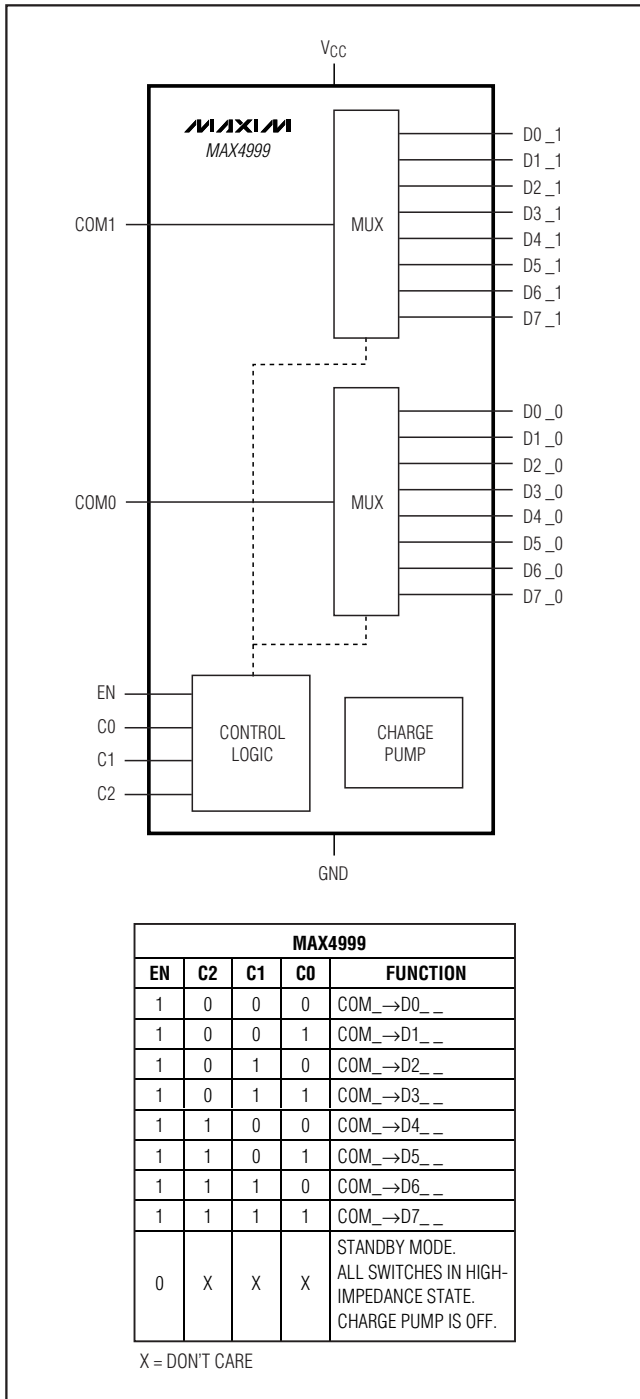 VCC
MAXIM
MAX4999
COM1
MUX
D0_1
D1_1
D2_1
D3_1
D4_1
D5_1
D6_1
D7_1
COM0
MUX
D0_0
D1_0
D2_0
D3_0
D4_0
D5_0
D6_0
D7_0
EN
C0
C1
C2
CONTROL
LOGIC
CHARGE
PUMP
GND
MAX4999
EN C2 C1 C0 FUNCTION
1 0 0 0 COM_→D0_ _
1 0 0 1 COM_→D1_ _
1 0 1 0 COM_→D2_ _
1 0 1 1 COM_→D3_ _
1 1 0 0 COM_→D4_ _
1 1 0 1 COM_→D5_ _
1 1 1 0 COM_→D6_ _
1 1 1 1 COM_→D7_ _
0 X X X STANDBY MODE.
ALL SWITCHES IN HIGH-
IMPEDANCE STATE.
CHARGE PUMP IS OFF.
X = DON'T CARE